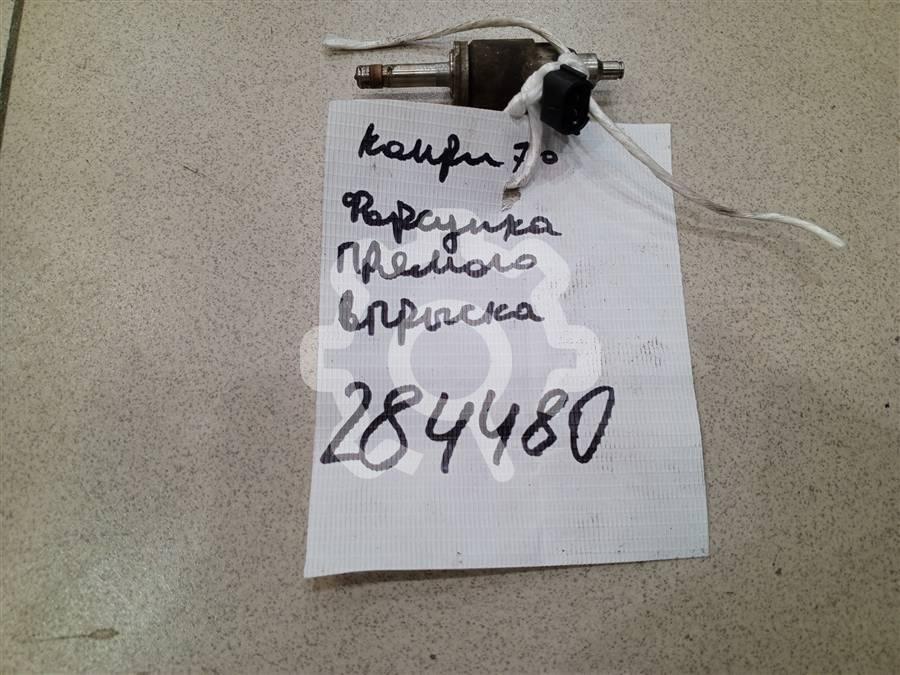 Камри 70
Форсунка
прямого
впрыска
284480